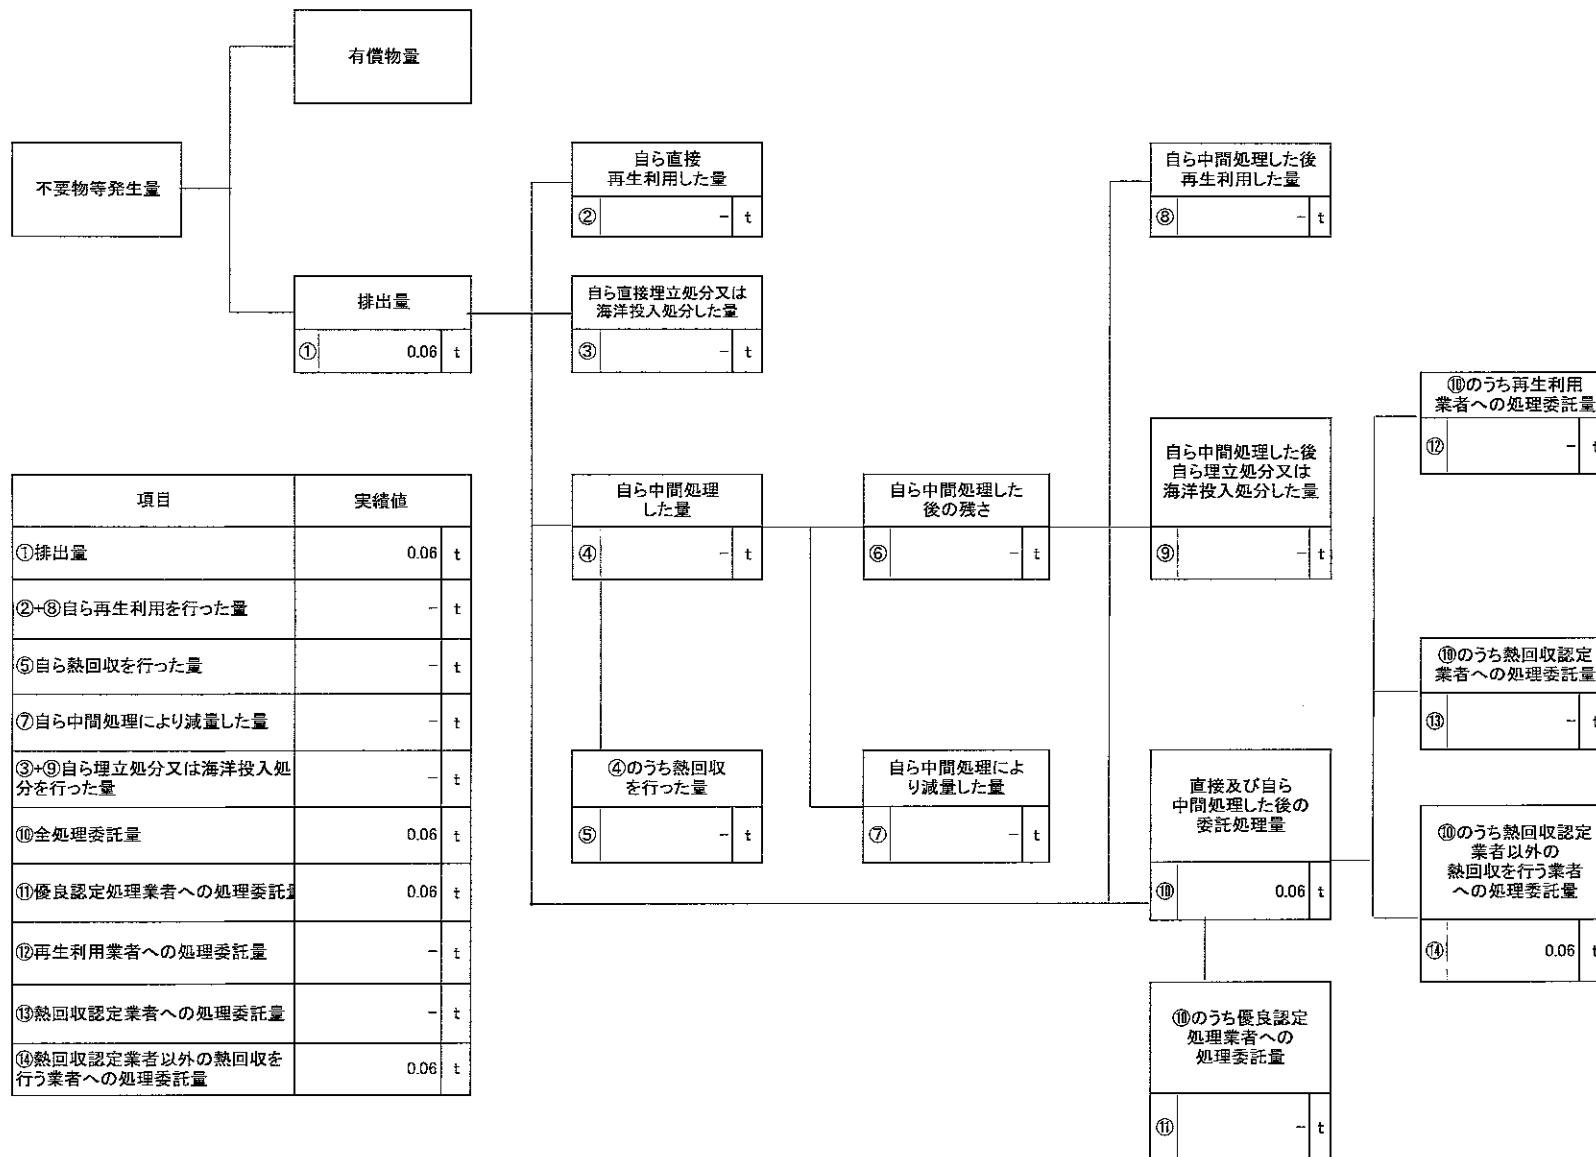 有償物量
不要物等発生量
排出量
① 0.06 t
自ら直接
再生利用した量
② － t
自ら直接埋立処分又は
海洋投入処分した量
③ － t
自ら中間処理
した量
④ － t
④のうち熱回収
を行った量
⑤ － t
自ら中間処理した
後の残さ
⑥ － t
自ら中間処理によ
り減量した量
⑦ － t
自ら中間処理した後
再生利用した量
⑧ － t
自ら中間処理した後
自ら埋立処分又は
海洋投入処分した量
⑨ － t
直接及び自ら
中間処理した後の
委託処理量
⑩ 0.06 t
⑩のうち優良認定
処理業者への
処理委託量
⑪ － t
⑩のうち再生利用
業者への処理委託量
⑫ － t
⑩のうち熱回収認定
業者への処理委託量
⑬ － t
⑩のうち熱回収認定
業者以外の
熱回収を行う業者
への処理委託量
⑭ 0.06 t
項目 実績値
①排出量 0.06 t
②+⑧自ら再生利用を行った量 － t
⑤自ら熱回収を行った量 － t
⑦自ら中間処理により減量した量 － t
③+⑨自ら埋立処分又は海洋投入処
分を行った量 － t
⑩全処理委託量 0.06 t
⑪優良認定処理業者への処理委託量 0.06 t
⑫再生利用業者への処理委託量 － t
⑬熱回収認定業者への処理委託量 － t
⑭熱回収認定業者以外の熱回収を
行う業者への処理委託量 0.06 t